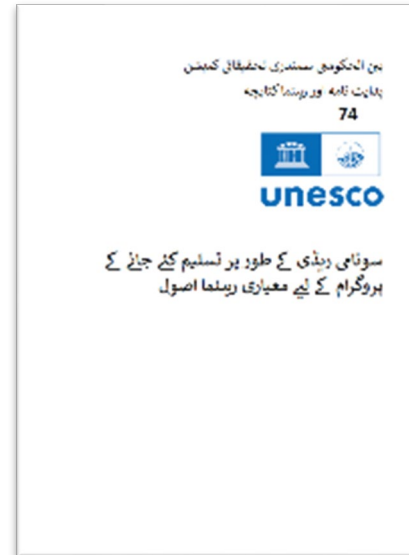 بین الحکومتی سمندری تحقیقاتی کمیشن
ہدایت نامہ اور رہنما کتابچہ
74
unesco
سونامی ریڈی کے طور پر تسلیم کئے جانے کے
پروگرام کے لیے معیاری رہنما اصول